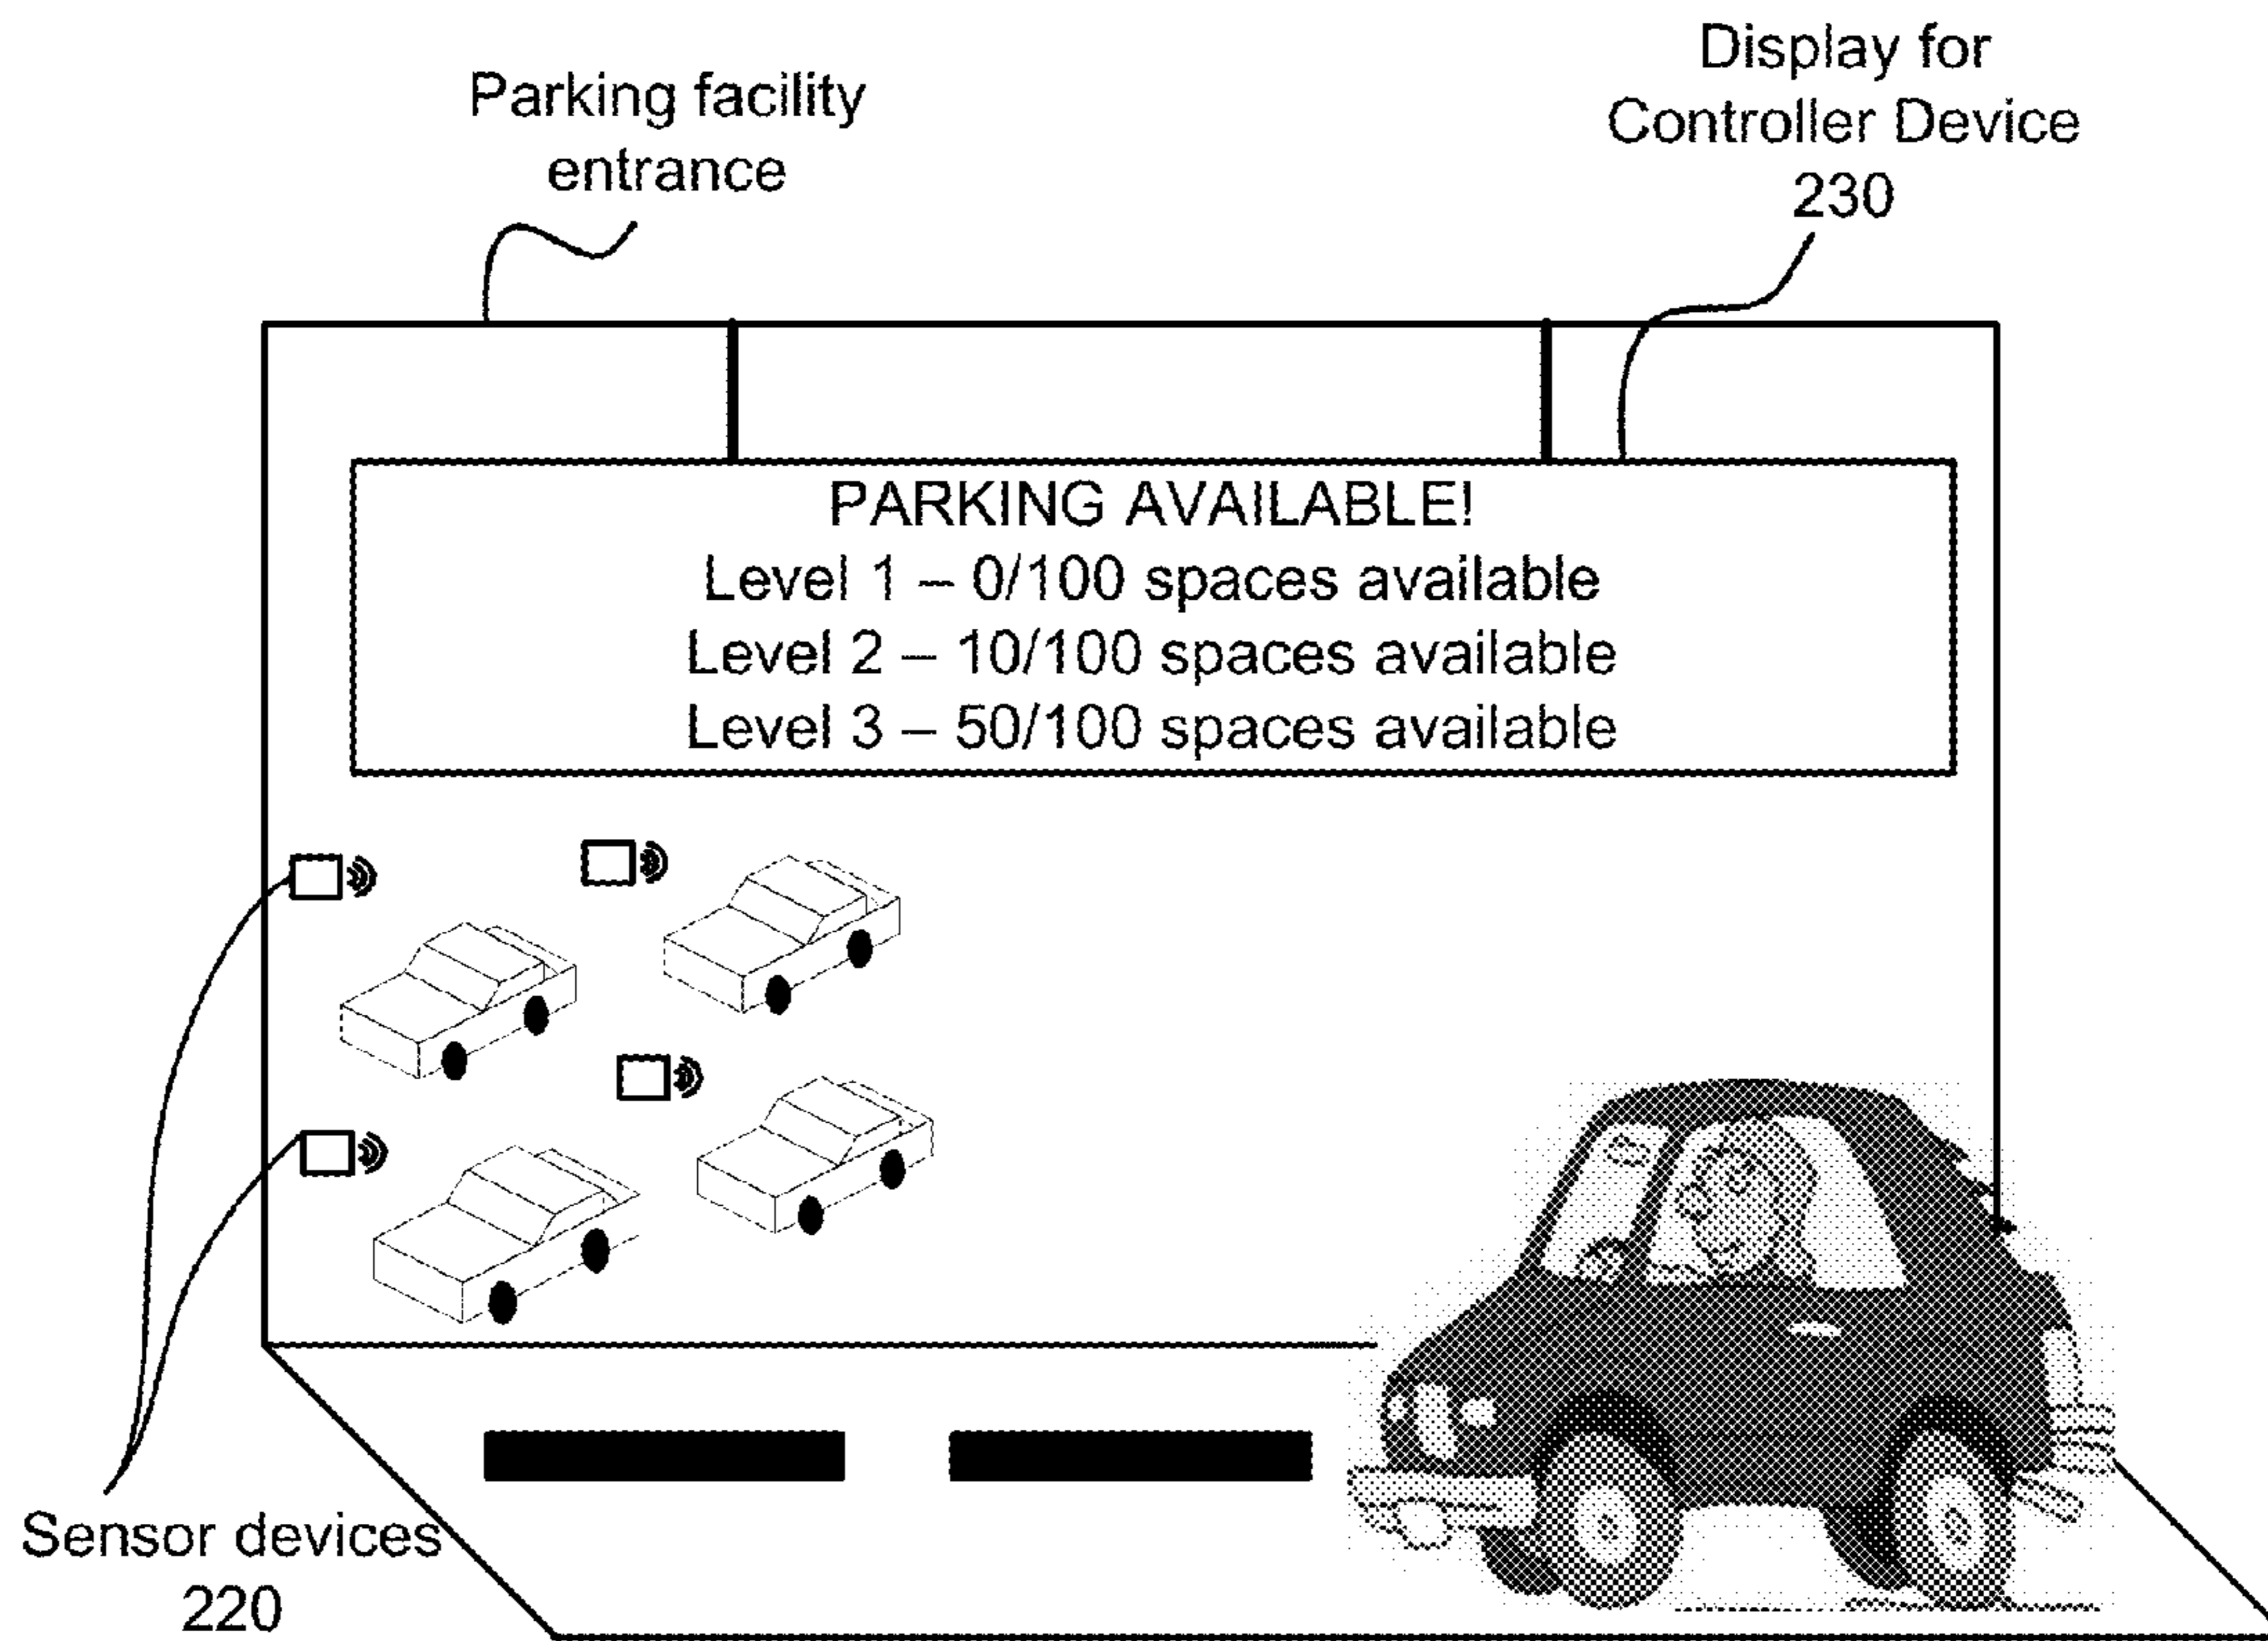 Parking facility
entrance
Display for
Controller Device
230
PARKING AVAILABLE!
Level 1 – 0/100 spaces available
Level 2 – 10/100 spaces available
Level 3 – 50/100 spaces available
Sensor devices
220